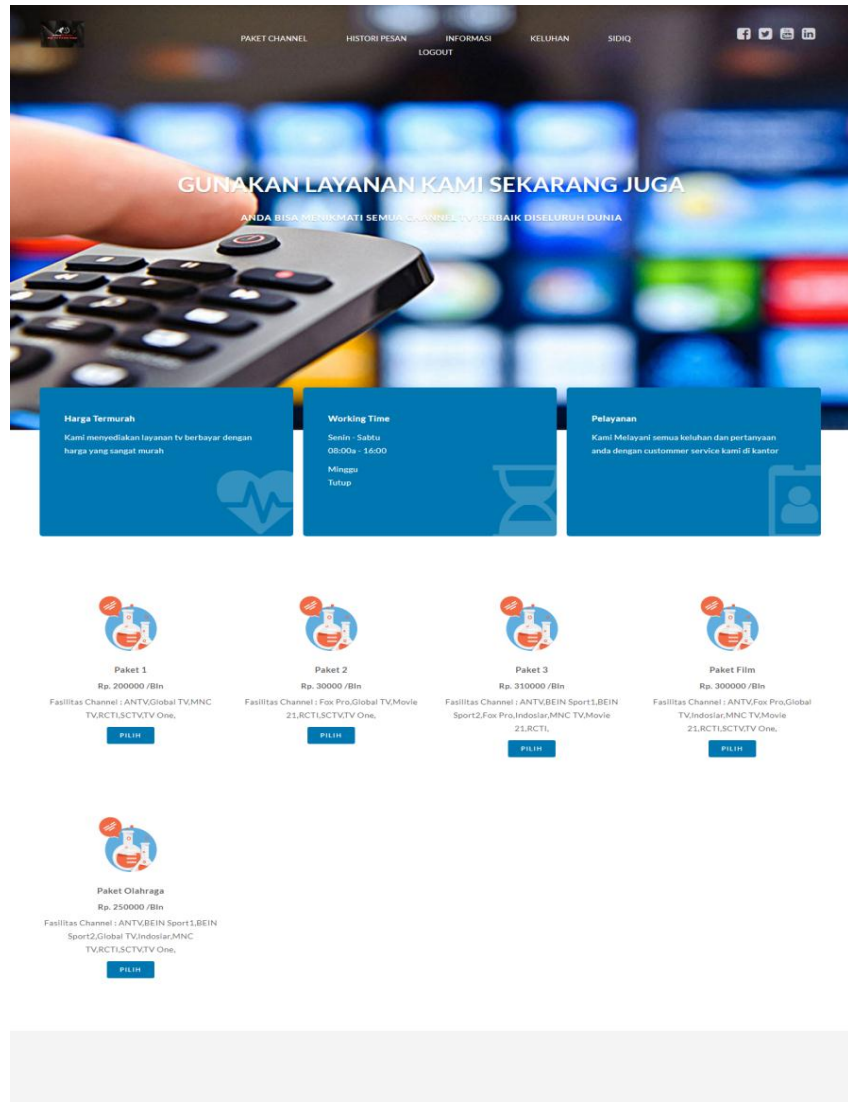 PAKET CHANNEL HISTORI PESAN INFORMASI KELUHAN SIDIQ
LOGOUT
GUNAKAN LAYANAN KAMI SEKARANG JUGA
ANDA BISA MENIKMATI SEMUA CHANNEL TV TERBAIK DISELURUH DUNIA
Harga Termurah
Kami menyediakan layanan tv berbayar dengan
harga yang sangat murah
Working Time
Senin - Sabtu
08:00a - 16:00
Minggu
Tutup
Pelayanan
Kami Melayani semua keluhan dan pertanyaan
anda dengan custommer service kami di kantor
Paket 1
Rp. 200000 /Bln
Fasilitas Channel : ANTV,Global TV,MNC
TV,RCTI,SCTV,TV One,
PILIH
Paket 2
Rp. 30000 /Bln
Fasilitas Channel : Fox Pro,Global TV,Movie
21,RCTI,SCTV,TV One,
PILIH
Paket 3
Rp. 310000 /Bln
Fasilitas Channel : ANTV,BEIN Sport1,BEIN
Sport2,Fox Pro,Indosiar,MNC TV,Movie
21,RCTI,
PILIH
Paket Film
Rp. 300000 /Bln
Fasilitas Channel : ANTV,Fox Pro,Global
TV,Indosiar,MNC TV,Movie
21,RCTI,SCTV,TV One,
PILIH
Paket Olahraga
Rp. 250000 /Bln
Fasilitas Channel : ANTV,BEIN Sport1,BEIN
Sport2,Global TV,Indosiar,MNC
TV,RCTI,SCTV,TV One,
PILIH